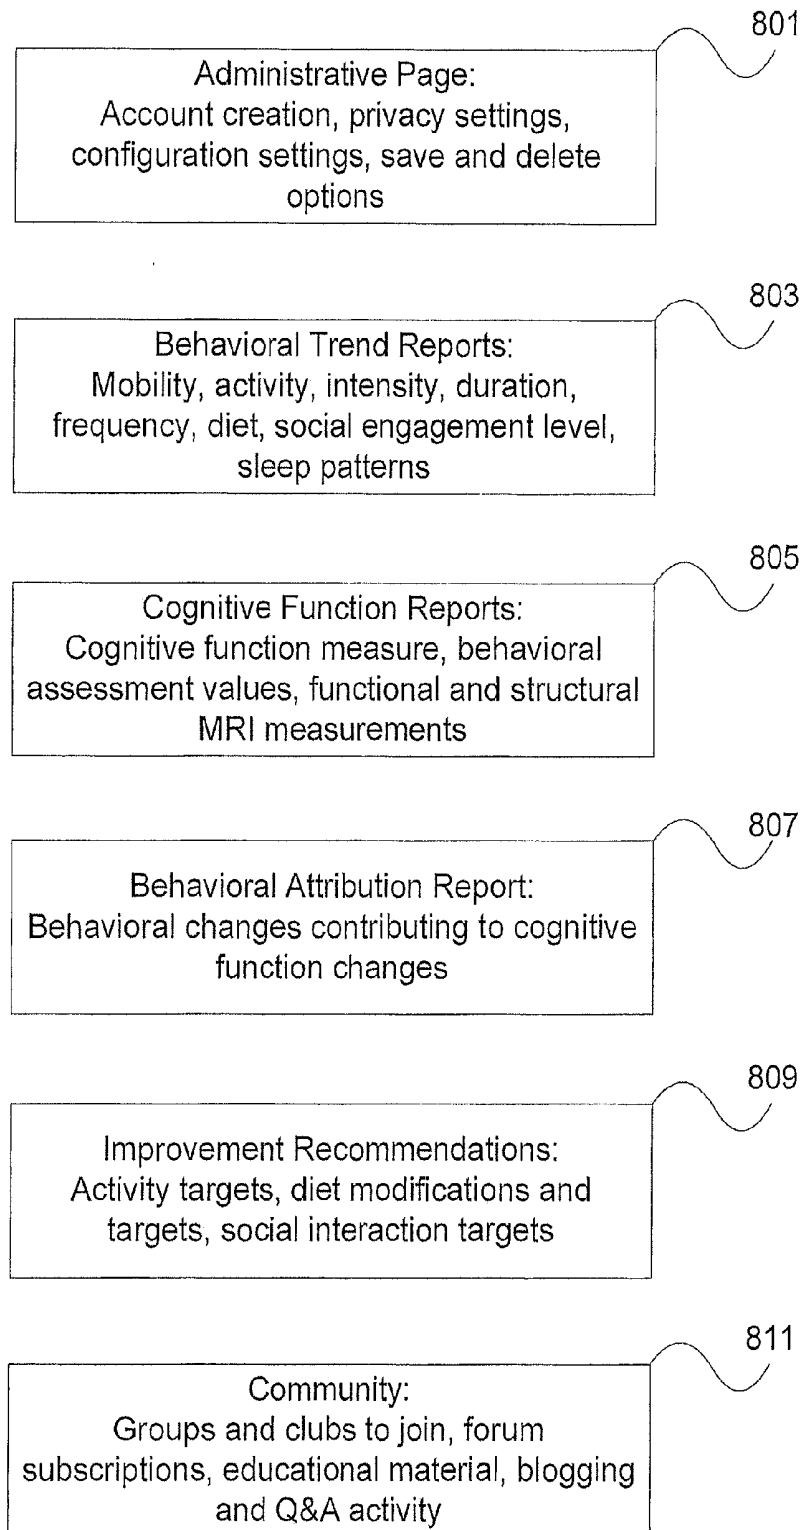 801
Administrative Page:
Account creation, privacy settings,
configuration settings, save and delete
options
803
Behavioral Trend Reports:
Mobility, activity, intensity, duration,
frequency, diet, social engagement level,
sleep patterns
805
Cognitive Function Reports:
Cognitive function measure, behavioral
assessment values, functional and structural
MRI measurements
807
Behavioral Attribution Report:
Behavioral changes contributing to cognitive
function changes
809
Improvement Recommendations:
Activity targets, diet modifications and
targets, social interaction targets
811
Community:
Groups and clubs to join, forum
subscriptions, educational material, blogging
and Q&A activity